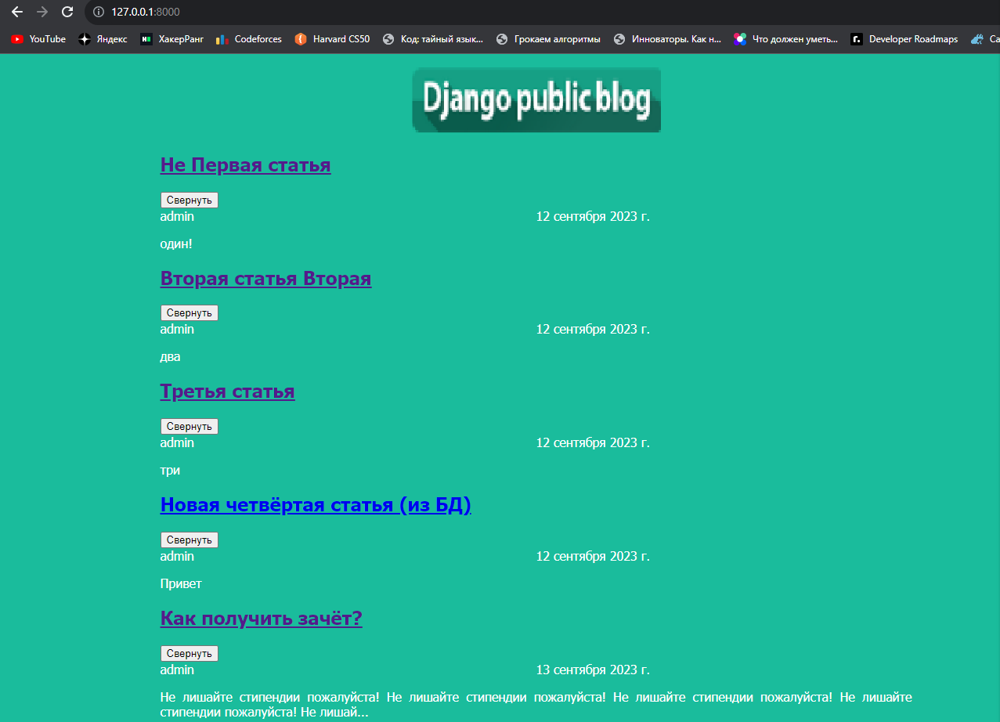 127.0.0.1:8000
YouTube Яндекс ХакерРанг Codeforces Harvard CS50 Код: тайный язык... Грокаем алгоритмы Инноваторы. Как н... Что должен уметь... Developer Roadmaps Ca
Django public blog
Не Первая статья
Свернуть
admin 12 сентября 2023 г.
один!
Вторая статья Вторая
Свернуть
admin 12 сентября 2023 г.
два
Третья статья
Свернуть
admin 12 сентября 2023 г.
три
Новая четвёртая статья (из БД)
Свернуть
admin 12 сентября 2023 г.
Привет
Как получить зачёт?
Свернуть
admin 13 сентября 2023 г.
Не лишайте стипендии пожалуйста! Не лишайте стипендии пожалуйста! Не лишайте стипендии пожалуйста! Не лишайте
стипендии пожалуйста! Не лишай...